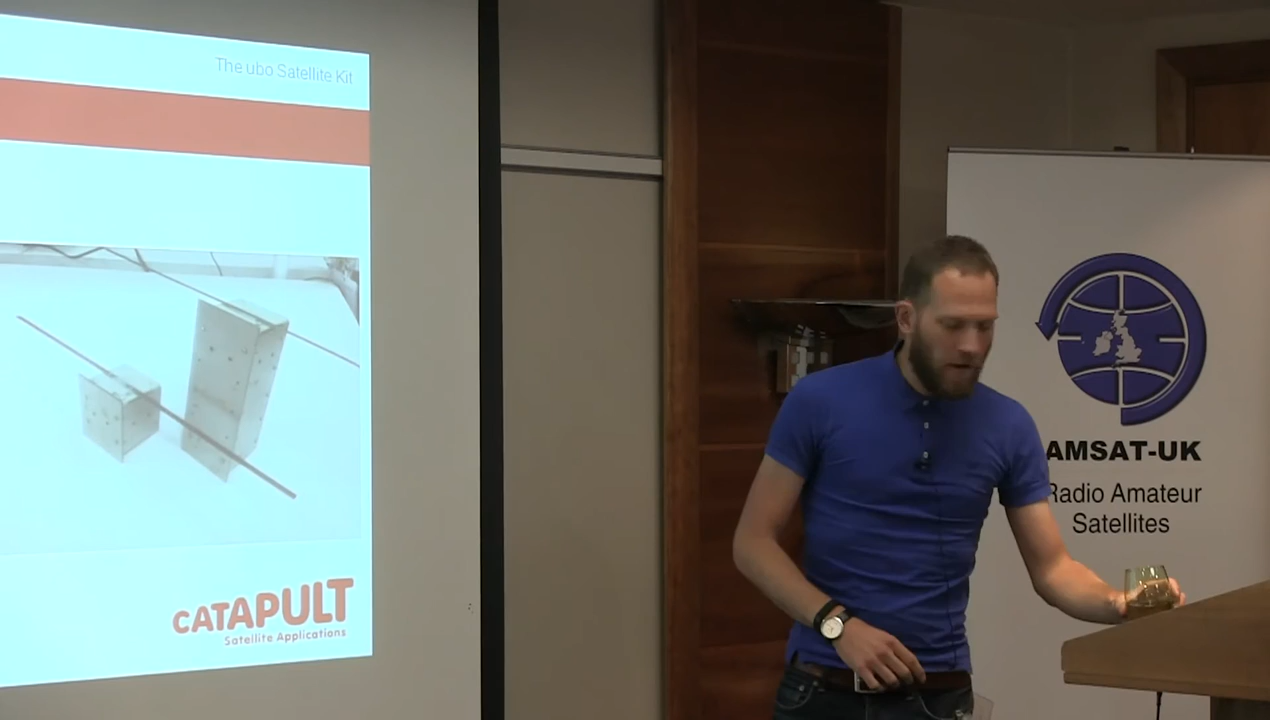 The ubo Satellite Kit
CATAPULT
Satellite Applications
AMSAT-UK
Radio Amateur
Satellites